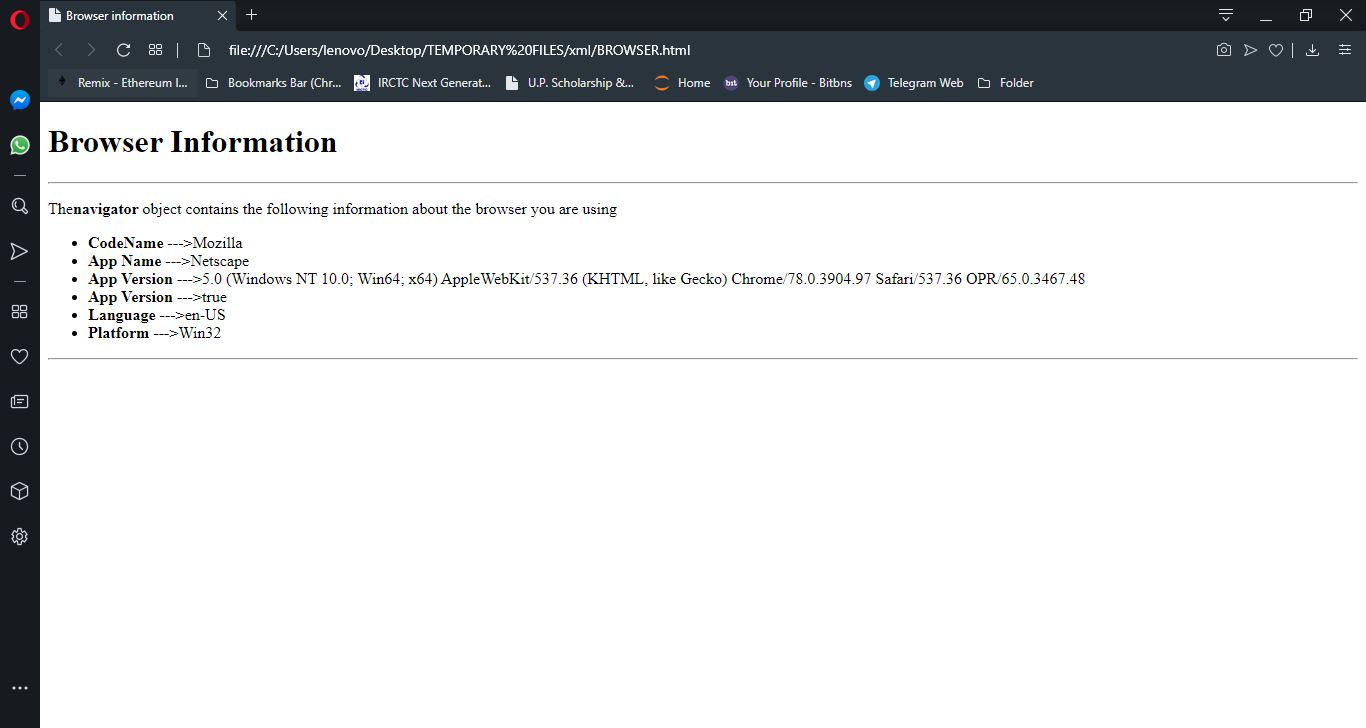 Browser information
file:///C:/Users/lenovo/Desktop/TEMPORARY%20FILES/xml/BROWSER.html
Remix - Ethereum I... Bookmarks Bar (Chr... IRCTC Next Generat... U.P. Scholarship &... Home bit Your Profile - Bitbns Telegram Web Folder
Browser Information
Thenavigator object contains the following information about the browser you are using
• CodeName --->Mozilla
• App Name --->Netscape
• App Version --->5.0 (Windows NT 10.0; Win64; x64) AppleWebKit/537.36 (KHTML, like Gecko) Chrome/78.0.3904.97 Safari/537.36 OPR/65.0.3467.48
• App Version --->true
• Language --->en-US
• Platform --->Win32